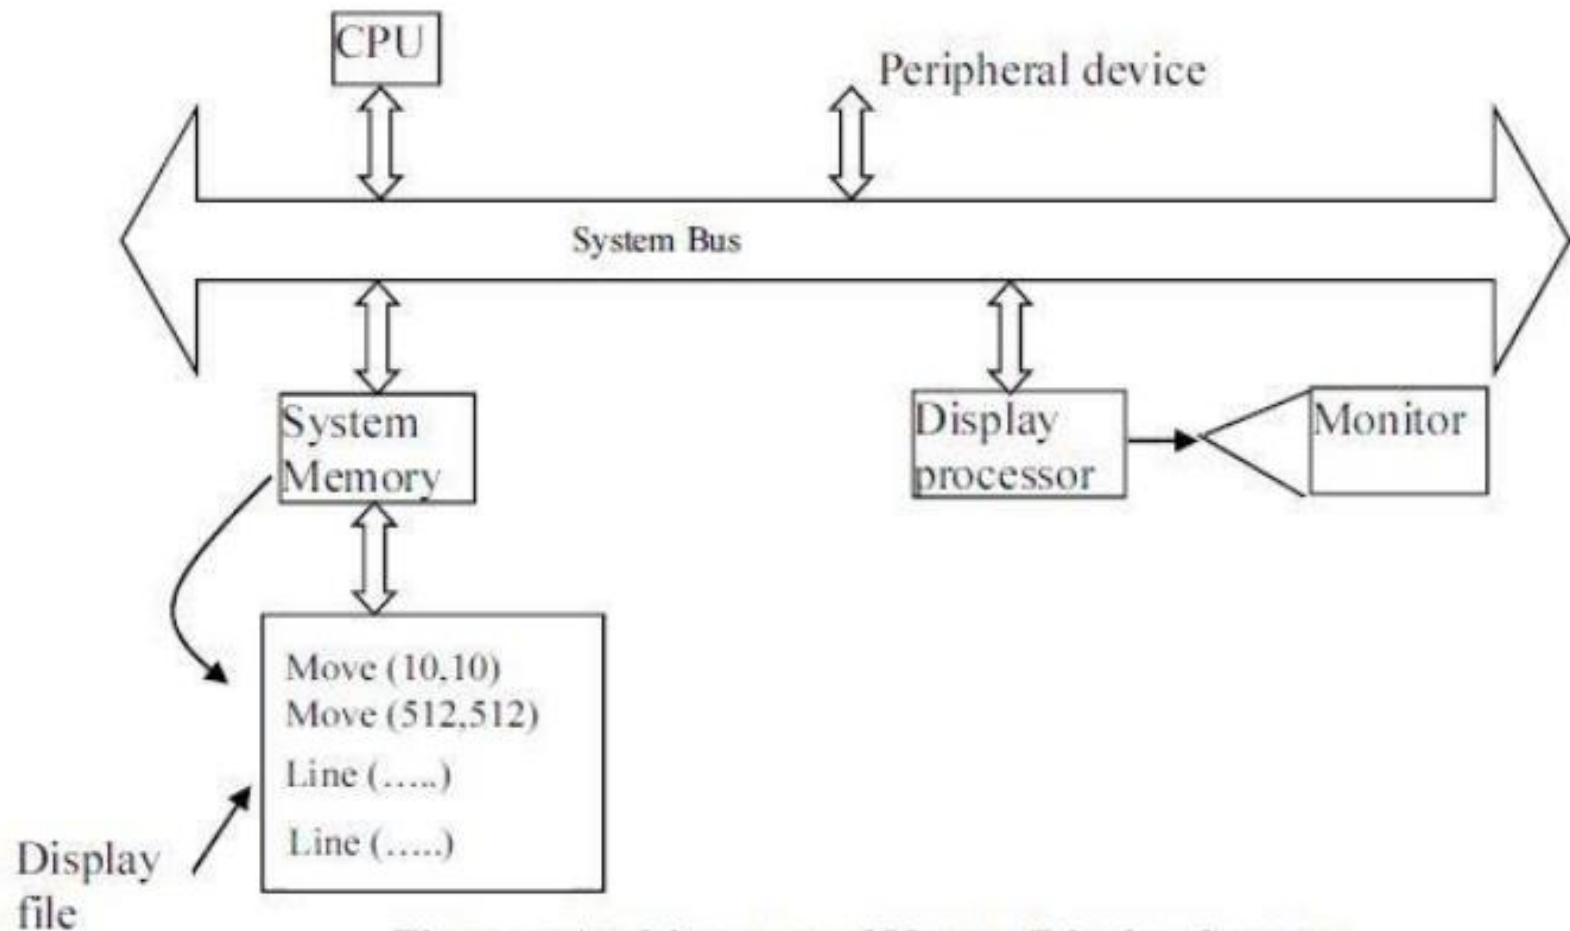 CPU
Peripheral device
System Bus
System
Memory
Display
processor
Monitor
Move (10,10)
Move (512,512)
Line (.....)
Line (.....)
Display
file